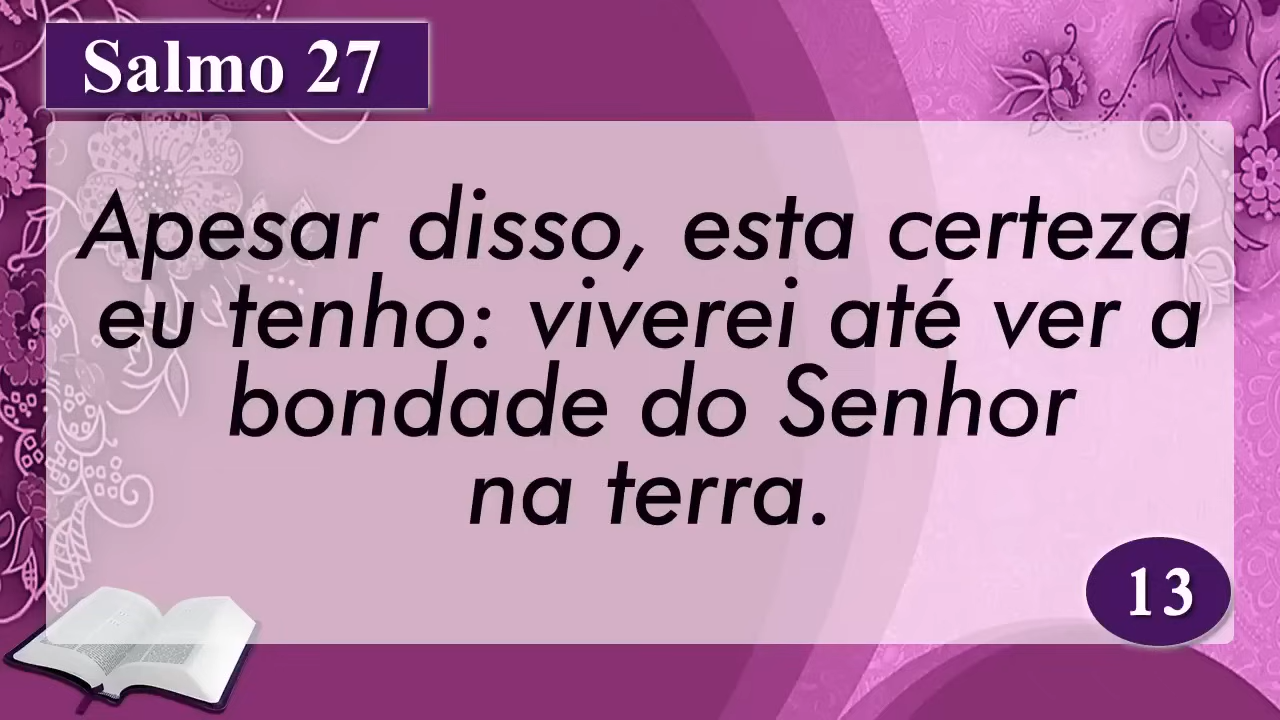 Salmo 27
Apesar disso, esta certeza
eu tenho: viverei até ver a
bondade do Senhor
na terra.
13